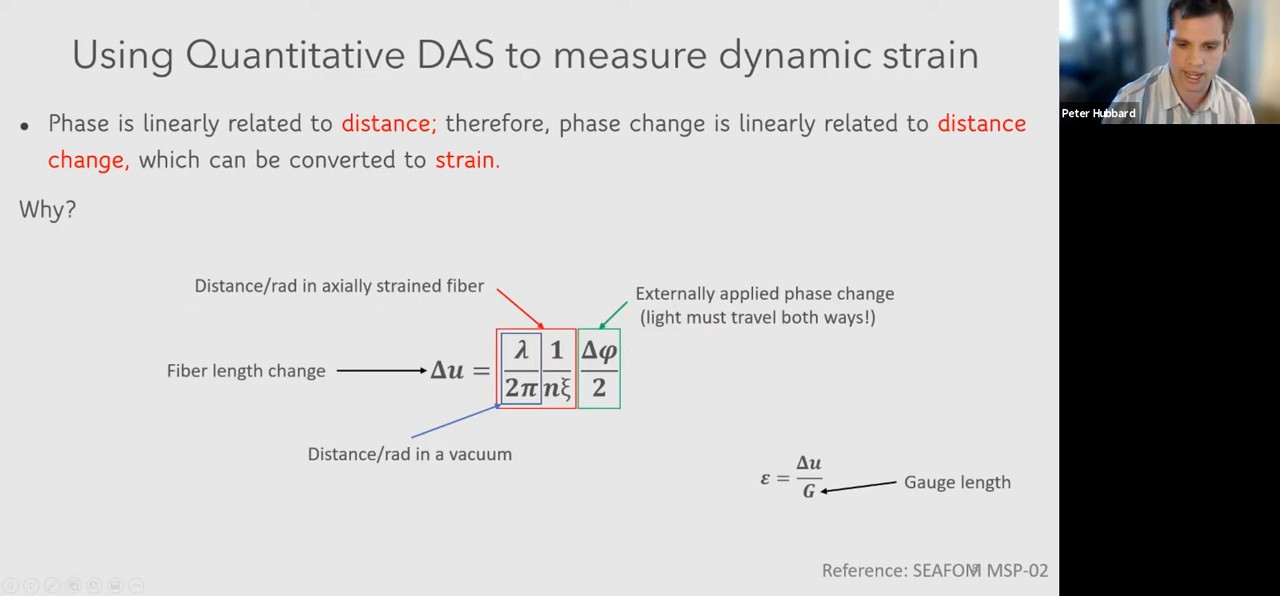 Using Quantitative DAS to measure dynamic strain
Peter Hubbard
• Phase is linearly related to distance; therefore, phase change is linearly related to distance
change, which can be converted to strain.
Why?
Distance/rad in axially strained fiber
Externally applied phase change
(light must travel both ways!)
Fiber length change
Δu = λ/2π 1/nξ Δφ/2
Distance/rad in a vacuum
ε = Δu/G
Gauge length
Reference: SEAFOM MSP-02